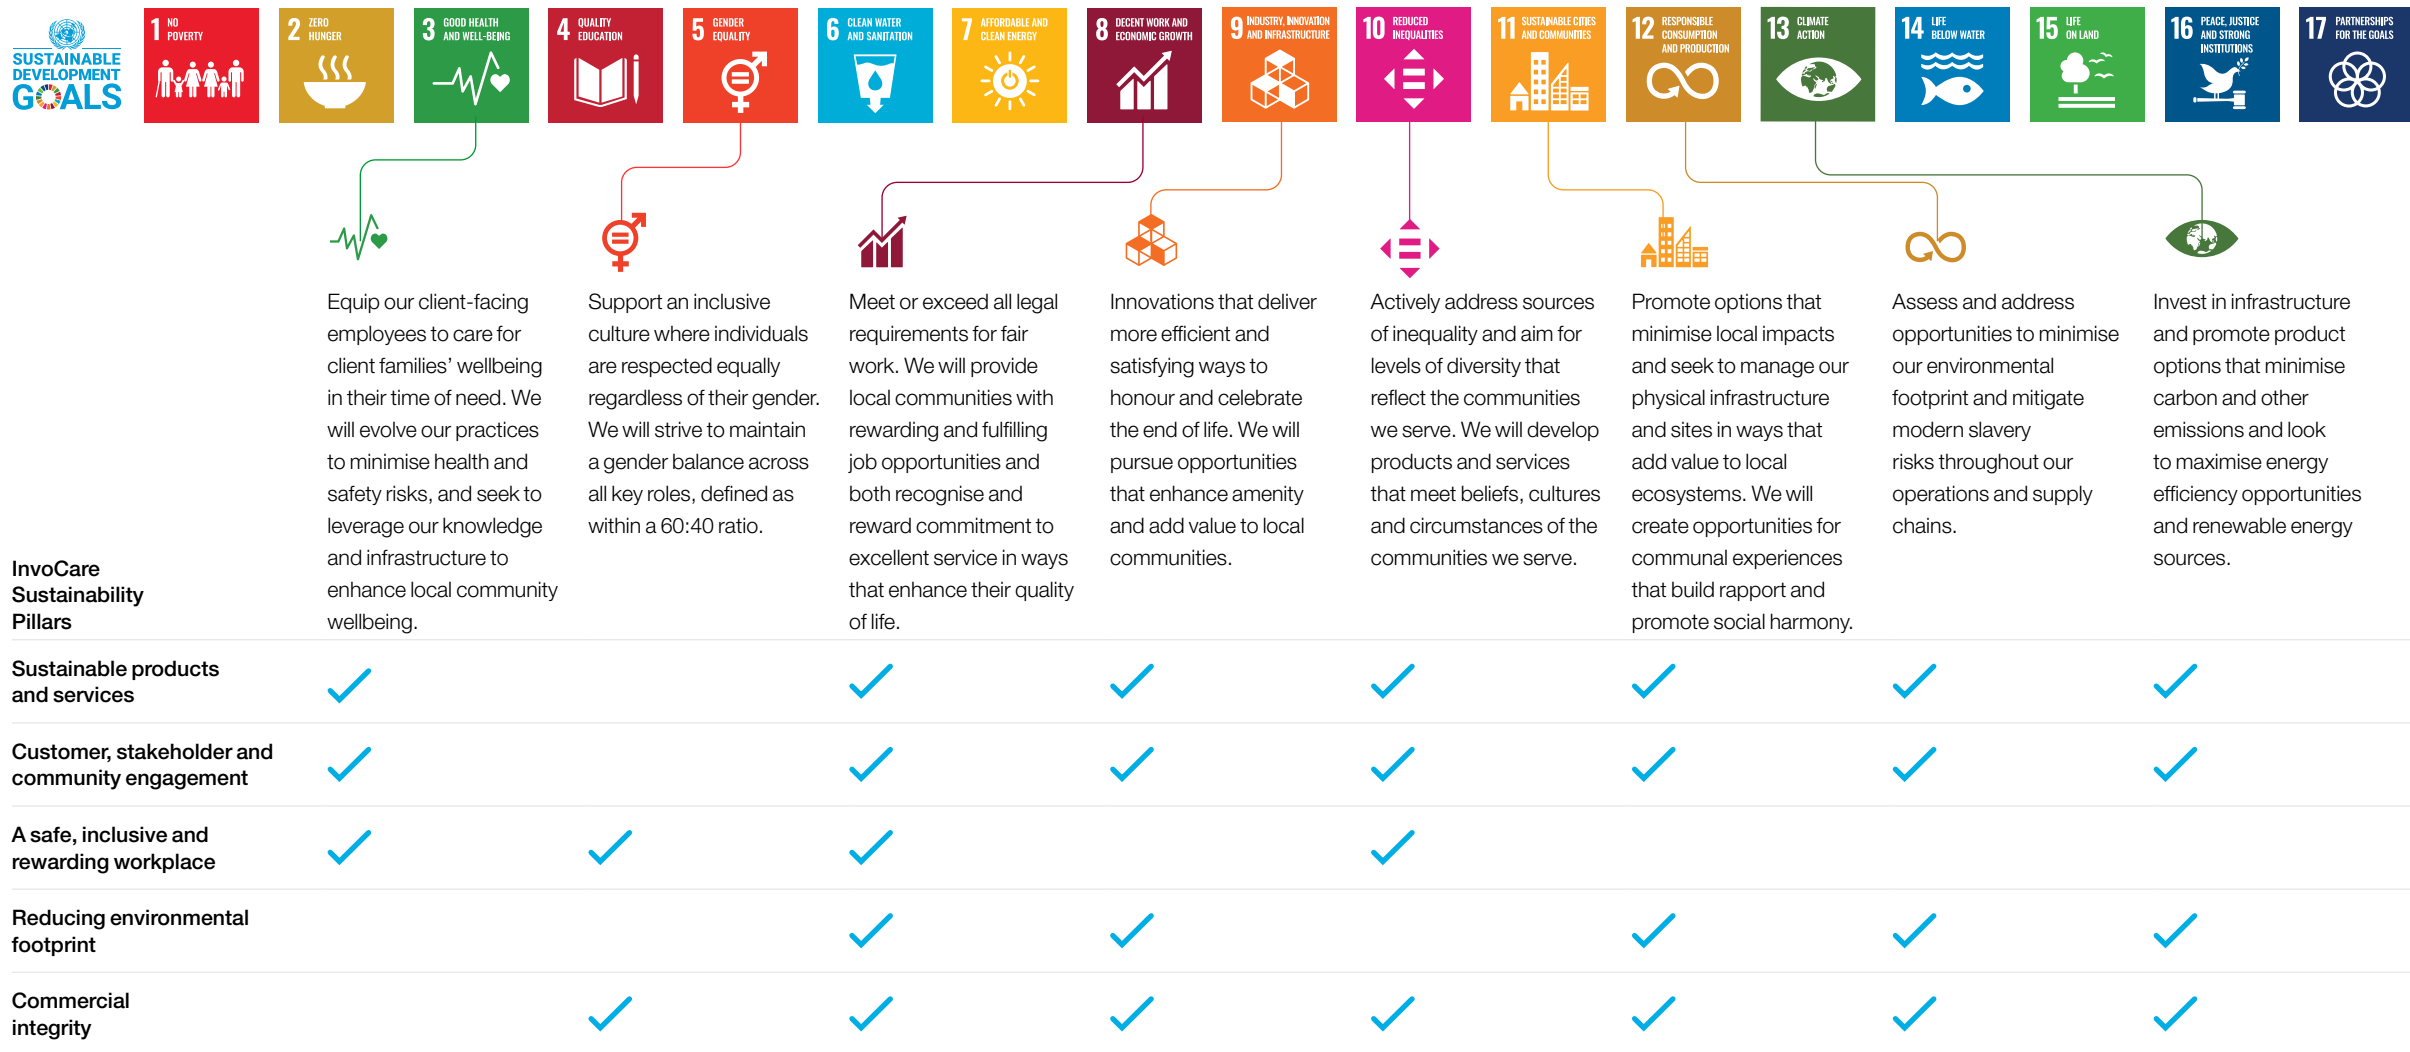 SUSTAINABLE
DEVELOPMENT
GOALS
1 NO
POVERTY
2 ZERO
HUNGER
3 GOOD HEALTH
AND WELL-BEING
4 QUALITY
EDUCATION
5 GENDER
EQUALITY
6 CLEAN WATER
AND SANITATION
7 AFFORDABLE AND
CLEAN ENERGY
8 DECENT WORK AND
ECONOMIC GROWTH
9 INDUSTRY, INNOVATION
AND INFRASTRUCTURE
10 REDUCED
INEQUALITIES
11 SUSTAINABLE CITIES
AND COMMUNITIES
12 RESPONSIBLE
CONSUMPTION
AND PRODUCTION
13 CLIMATE
ACTION
14 LIFE
BELOW WATER
15 LIFE
ON LAND
16 PEACE, JUSTICE
AND STRONG
INSTITUTIONS
17 PARTNERSHIPS
FOR THE GOALS
InvoCare
Sustainability
Pillars
Equip our client-facing
employees to care for
client families’ wellbeing
in their time of need. We
will evolve our practices
to minimise health and
safety risks, and seek to
leverage our knowledge
and infrastructure to
enhance local community
wellbeing.
Support an inclusive
culture where individuals
are respected equally
regardless of their gender.
We will strive to maintain
a gender balance across
all key roles, defined as
within a 60:40 ratio.
Meet or exceed all legal
requirements for fair
work. We will provide
local communities with
rewarding and fulfilling
job opportunities and
both recognise and
reward commitment to
excellent service in ways
that enhance their quality
of life.
Innovations that deliver
more efficient and
satisfying ways to
honour and celebrate
the end of life. We will
pursue opportunities
that enhance amenity
and add value to local
communities.
Actively address sources
of inequality and aim for
levels of diversity that
reflect the communities
we serve. We will develop
products and services
that meet beliefs, cultures
and circumstances of the
communities we serve.
Promote options that
minimise local impacts
and seek to manage our
physical infrastructure
and sites in ways that
add value to local
ecosystems. We will
create opportunities for
communal experiences
that build rapport and
promote social harmony.
Assess and address
opportunities to minimise
our environmental
footprint and mitigate
modern slavery
risks throughout our
operations and supply
chains.
Invest in infrastructure
and promote product
options that minimise
carbon and other
emissions and look
to maximise energy
efficiency opportunities
and renewable energy
sources.
Sustainable products
and services
Customer, stakeholder and
community engagement
A safe, inclusive and
rewarding workplace
Reducing environmental
footprint
Commercial
integrity